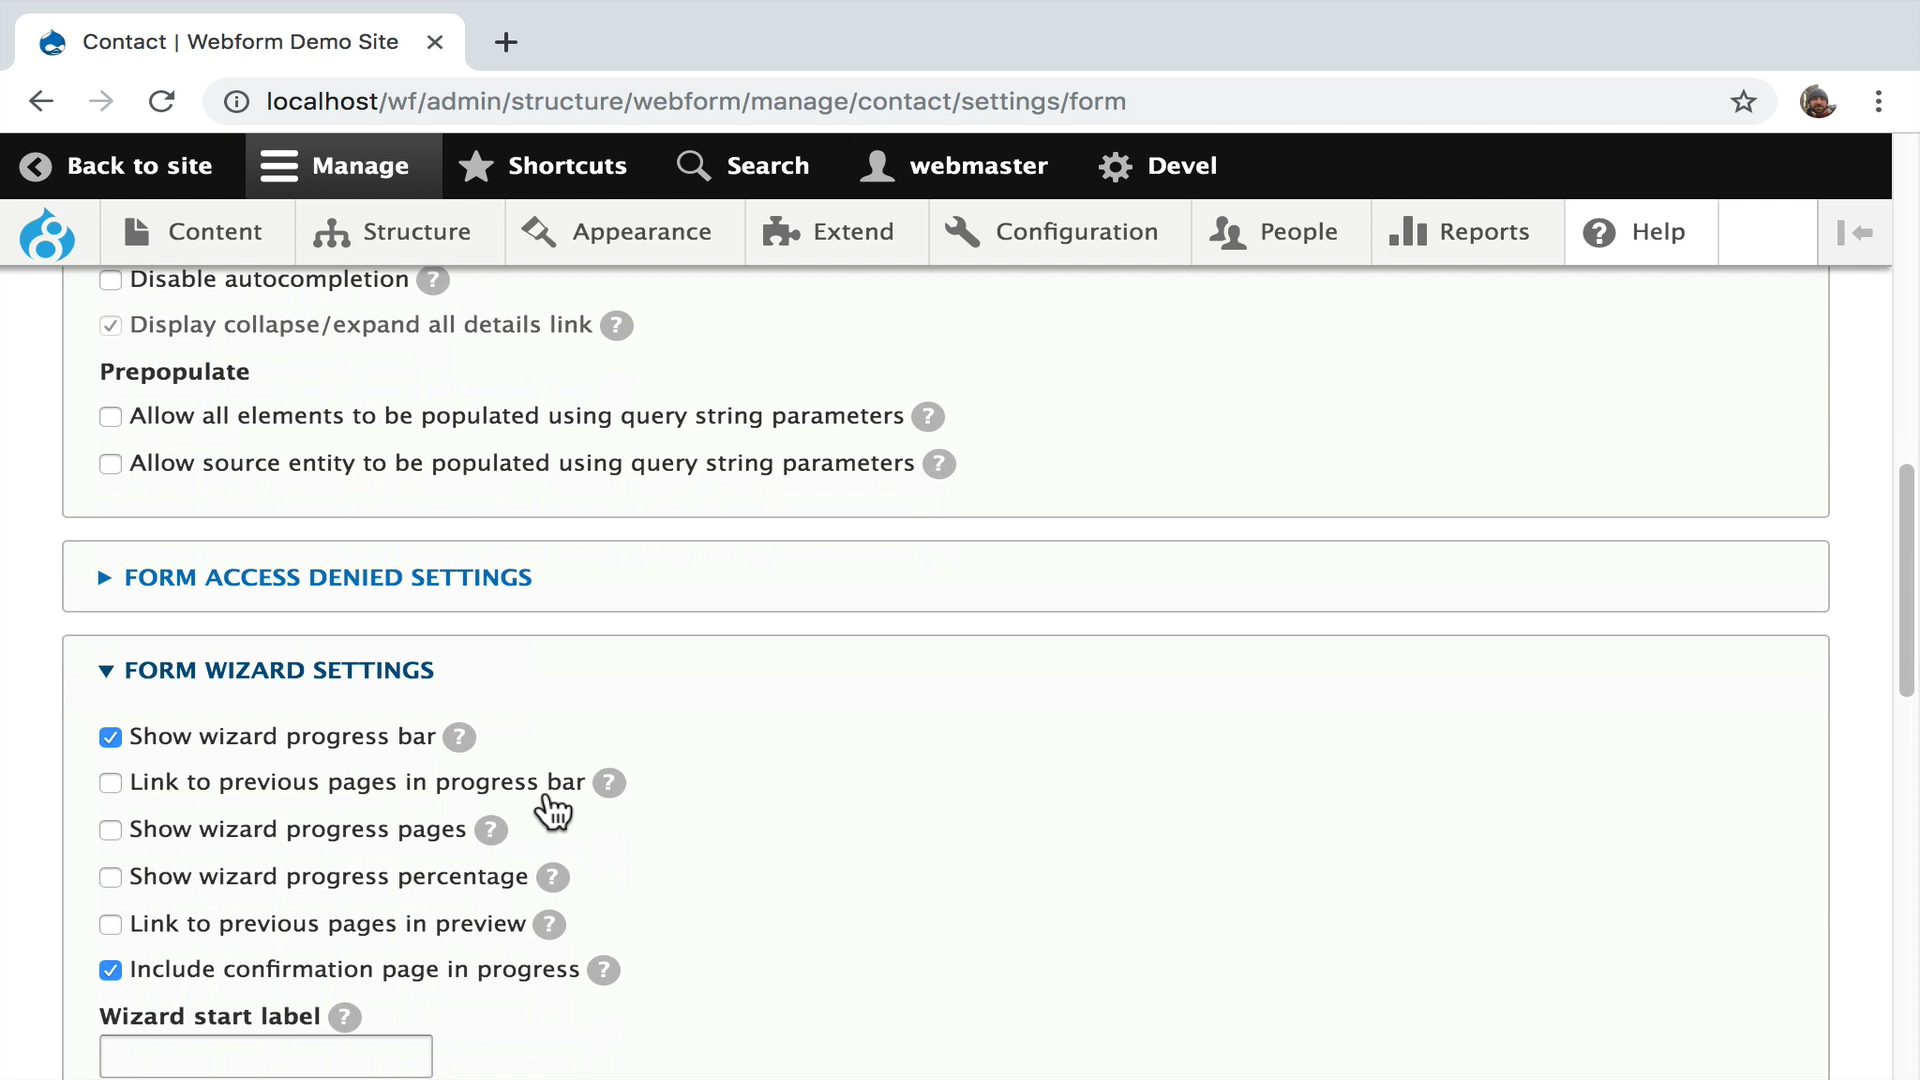 Contact | Webform Demo Site
localhost/wf/admin/structure/webform/manage/contact/settings/form
Back to site Manage Shortcuts Search webmaster Devel
8 Content Structure Appearance Extend Configuration People Reports ? Help
Disable autocompletion ?
Display collapse/expand all details link ?
Prepopulate
Allow all elements to be populated using query string parameters ?
Allow source entity to be populated using query string parameters ?
FORM ACCESS DENIED SETTINGS
FORM WIZARD SETTINGS
Show wizard progress bar ?
Link to previous pages in progress bar ?
Show wizard progress pages ?
Show wizard progress percentage ?
Link to previous pages in preview ?
Include confirmation page in progress ?
Wizard start label ?